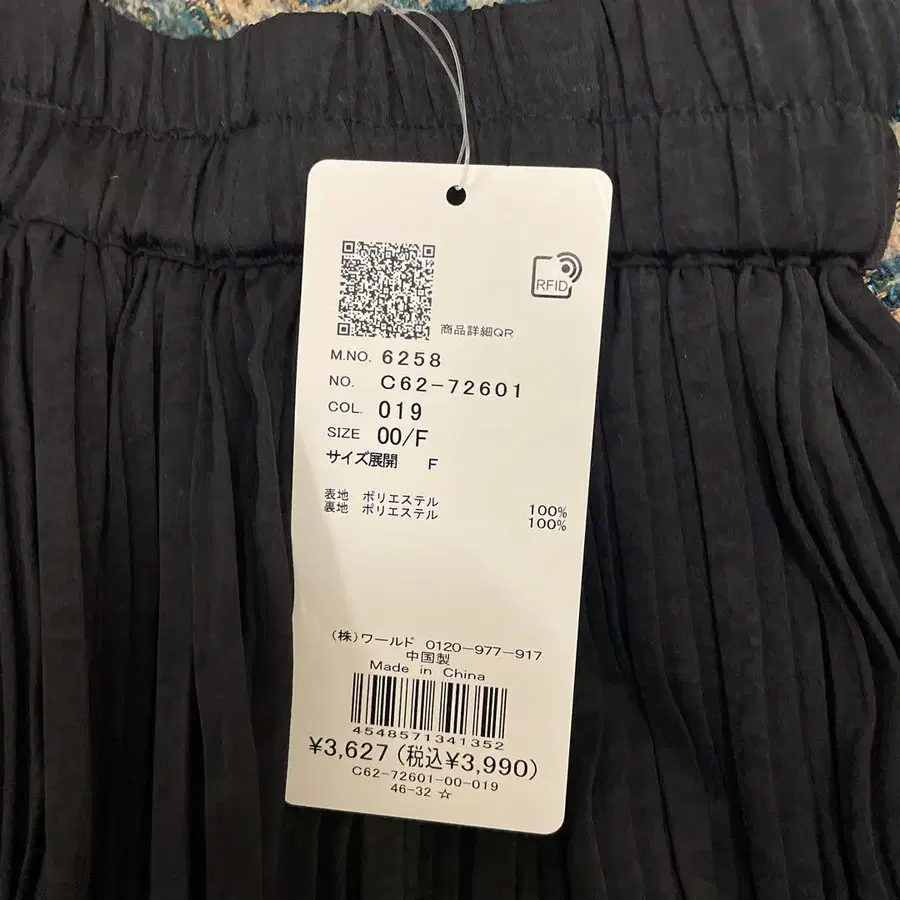 RFID
商品詳細QR
M.NO. 6258
NO. C62-72601
COL. 019
SIZE 00/F
サイズ展開 F
表地 ポリエステル 100%
裏地 ポリエステル 100%
(株)ワールド 0120-977-917
中国製
Made in China
4548571341352
¥3,627(税込¥3,990)
C62-72601-00-019
46-32 ☆